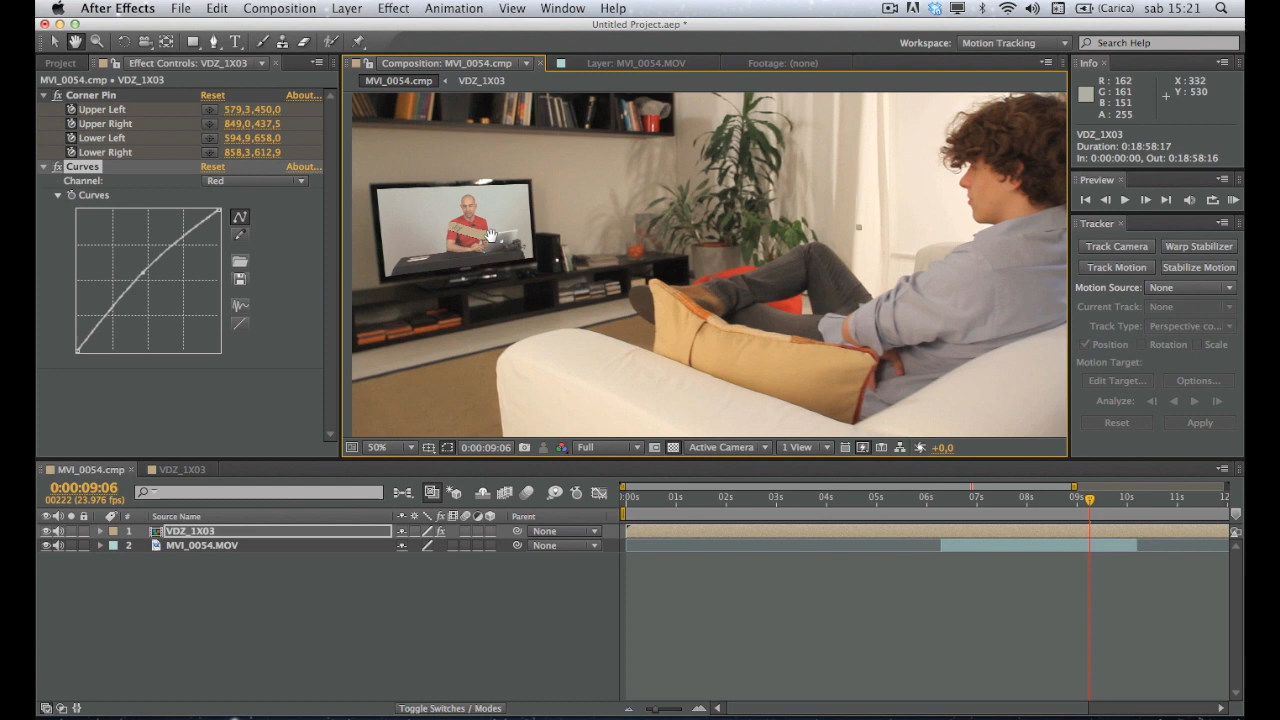 After Effects File Edit Composition Layer Effect Animation View Window Help (Carica) sab 15:21
Untitled Project.aep *
Workspace: Motion Tracking Search Help
Project Effect Controls: VDZ_1X03 Composition: MVI_0054.cmp Layer: MVI_0054.MOV Footage: (none) Info
MVI_0054.cmp • VDZ_1X03 MVI_0054.cmp VDZ_1X03
R: 162 X: 332
G: 161 Y: 530
B: 151
A: 255
fx Corner Pin Reset About...
Upper Left 579,3,450,0
Upper Right 849,0,437,5
Lower Left 594,9,658,0
Lower Right 858,3,612,9
fx Curves Reset About...
Channel: Red
Curves
VDZ_1X03
Duration: 0:18:58:17
In: 0:00:00:00, Out: 0:18:58:16
Preview
Tracker
Track Camera Warp Stabilizer
Track Motion Stabilize Motion
Motion Source: None
Current Track: None
Track Type: Perspective co...
Position Rotation Scale
Motion Target:
Edit Target... Options...
Analyze:
Reset Apply
50% 0:00:09:06 Full Active Camera 1 View +0,0
MVI_0054.cmp VDZ_1X03
0:00:09:06
00222 (23.976 fps)
:00s 01s 02s 03s 04s 05s 06s 07s 08s 09s 10s 11s 12
# Source Name fx Parent
1 VDZ_1X03 fx None
2 MVI_0054.MOV None
Toggle Switches / Modes